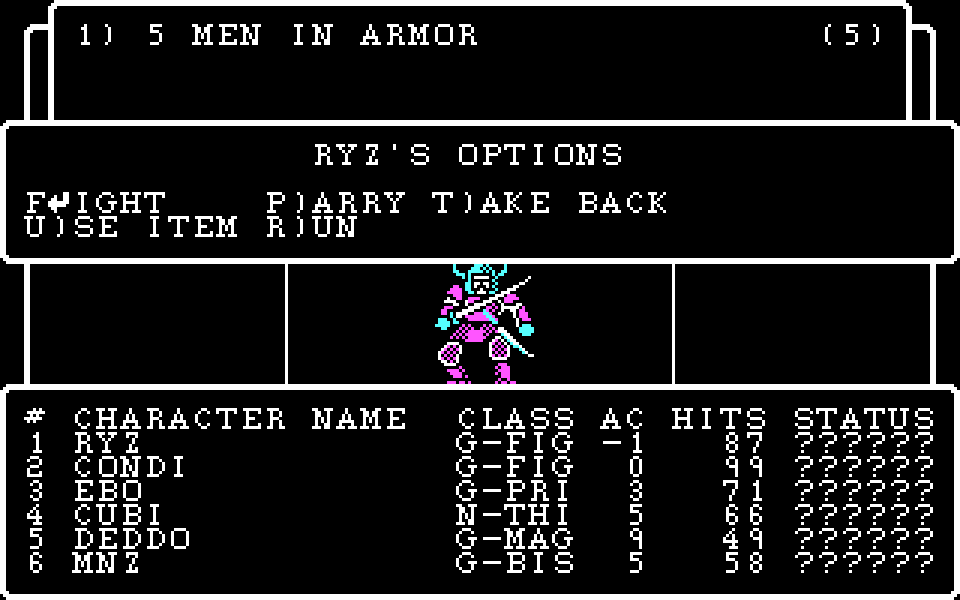 1) 5 MEN IN ARMOR (5)
RYZ'S OPTIONS
F↵IGHT P)ARRY T)AKE BACK
U)SE ITEM R)UN
# CHARACTER NAME CLASS AC HITS STATUS
1 RYZ G-FIG -1 87 ??????
2 CONDI G-FIG 0 99 ??????
3 EBO G-PRI 3 71 ??????
4 CUBI N-THI 5 66 ??????
5 DEDDO G-MAG 9 49 ??????
6 MNZ G-BIS 5 58 ??????